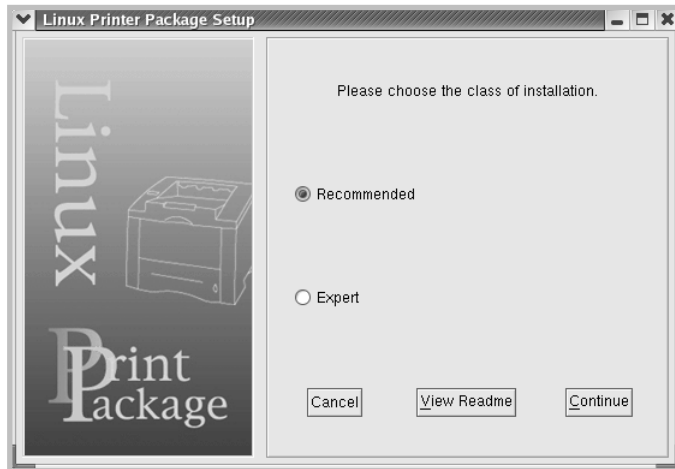 Linux Printer Package Setup
Linux
Print
Package
Please choose the class of installation.
Recommended
Expert
Cancel
View Readme
Continue